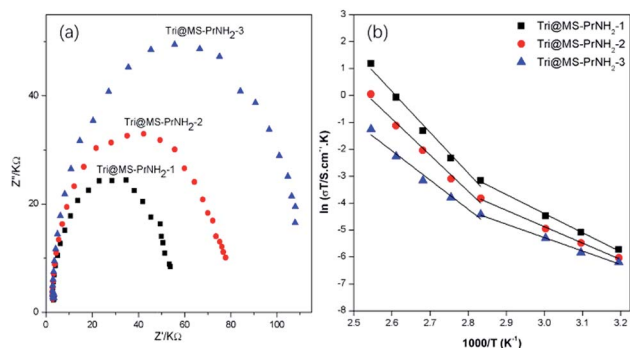 (a)
Tri@MS-PrNH2-3
Tri@MS-PrNH2-2
Tri@MS-PrNH2-1
Z''/KΩ
40
20
0
0 20 40 60 80 100
Z'/KΩ
(b)
Tri@MS-PrNH2-1
Tri@MS-PrNH2-2
Tri@MS-PrNH2-3
ln (σT/S.cm⁻¹.K)
2
1
0
-1
-2
-3
-4
-5
-6
-7
-8
2.5 2.6 2.7 2.8 2.9 3.0 3.1 3.2
1000/T (K⁻¹)